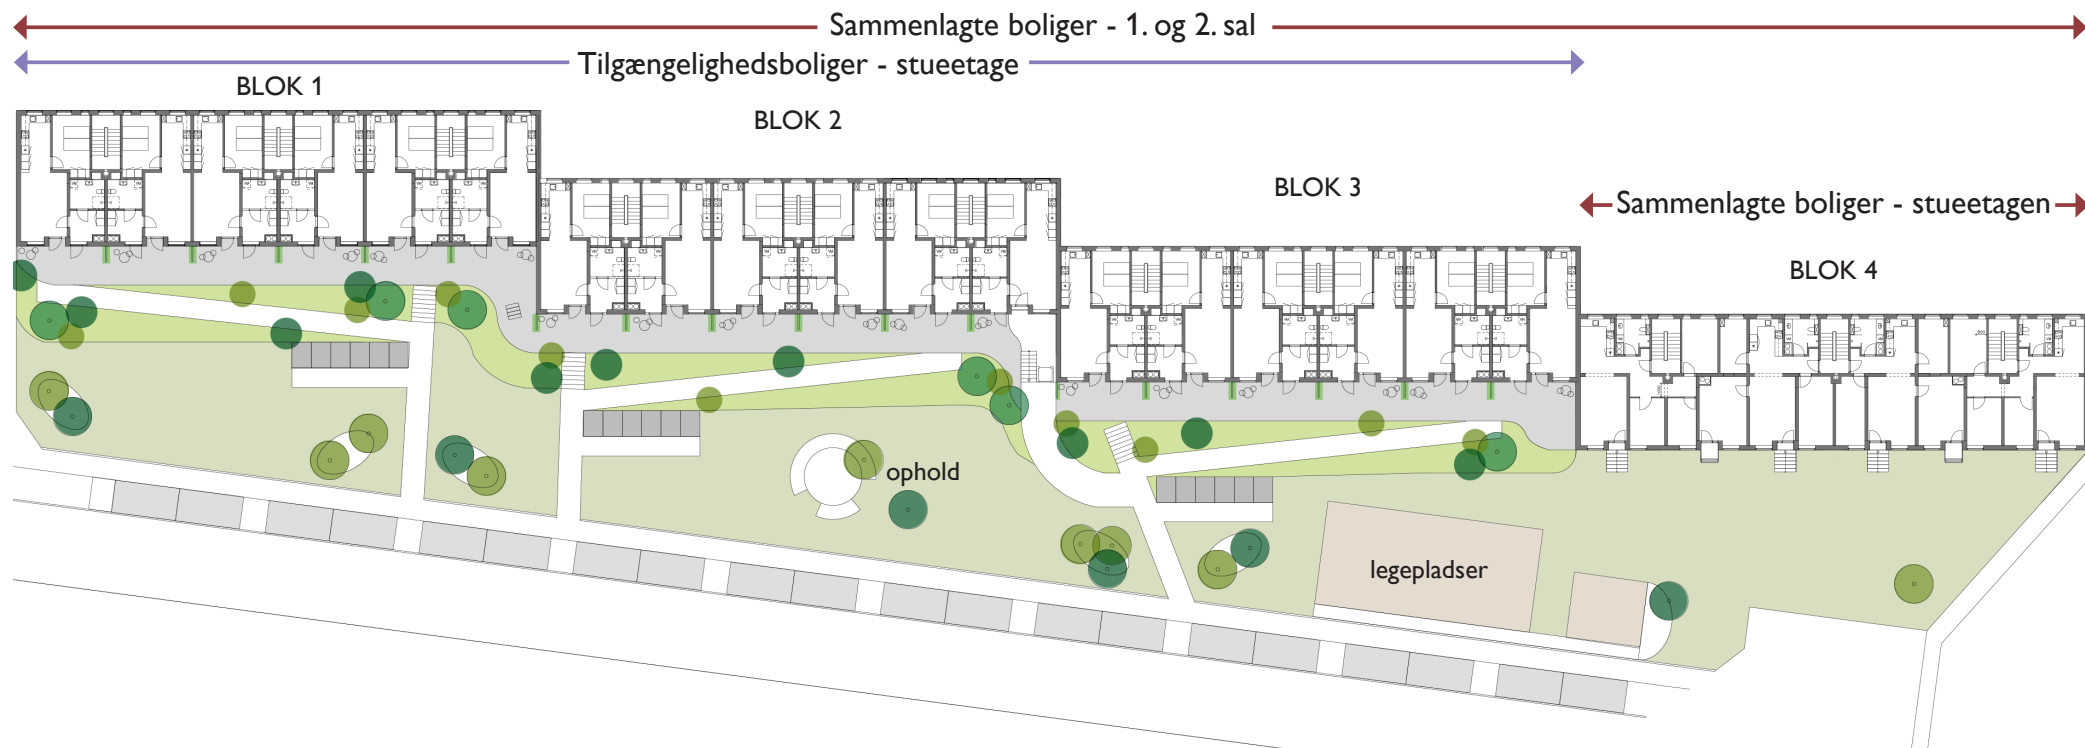 Sammenlagte boliger - 1. og 2. sal
Tilgængelighedsboliger - stueetage
BLOK 1
BLOK 2
BLOK 3
Sammenlagte boliger - stueetagen
BLOK 4
ophold
legepladser